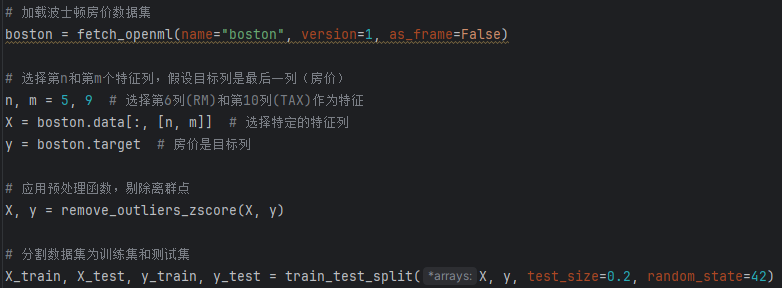 # 加载波士顿房价数据集
boston = fetch_openml(name="boston", version=1, as_frame=False)
# 选择第n和第m个特征列，假设目标列是最后一列（房价）
n, m = 5, 9  # 选择第6列(RM)和第10列(TAX)作为特征
X = boston.data[:, [n, m]]  # 选择特定的特征列
y = boston.target  # 房价是目标列
# 应用预处理函数，剔除离群点
X, y = remove_outliers_zscore(X, y)
# 分割数据集为训练集和测试集
X_train, X_test, y_train, y_test = train_test_split( *arrays: X, y, test_size=0.2, random_state=42)